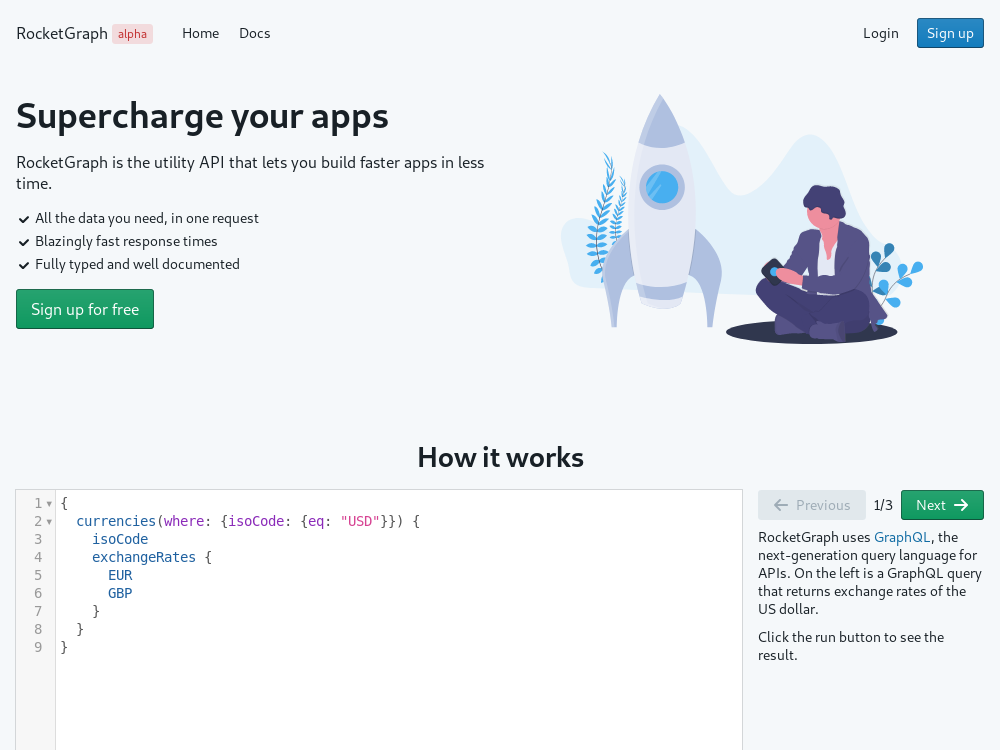 RocketGraph alpha Home Docs Login Sign up
Supercharge your apps
RocketGraph is the utility API that lets you build faster apps in less
time.
All the data you need, in one request
Blazingly fast response times
Fully typed and well documented
Sign up for free
How it works
1 {
2 currencies(where: {isoCode: {eq: "USD"}}) {
3 isoCode
4 exchangeRates {
5 EUR
6 GBP
7 }
8 }
9 }
Previous 1/3 Next
RocketGraph uses GraphQL, the
next-generation query language for
APIs. On the left is a GraphQL query
that returns exchange rates of the
US dollar.
Click the run button to see the
result.